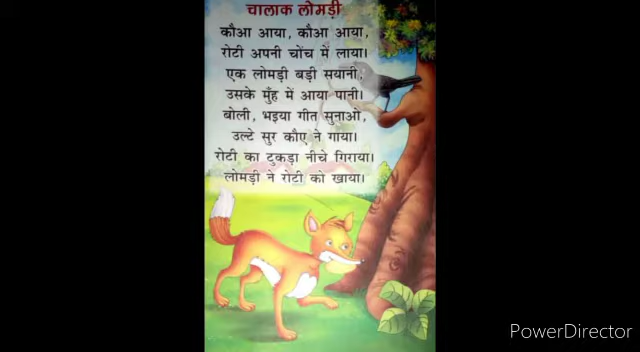 चालाक लोमड़ी
कौआ आया, कौआ आया,
रोटी अपनी चोंच में लाया।
एक लोमड़ी बड़ी सयानी,
उसके मुँह में आया पानी।
बोली, भइया गीत सुनाओ,
उल्टे सुर कौए ने गाया।
रोटी का टुकड़ा नीचे गिराया।
लोमड़ी ने रोटी को खाया।
PowerDirector